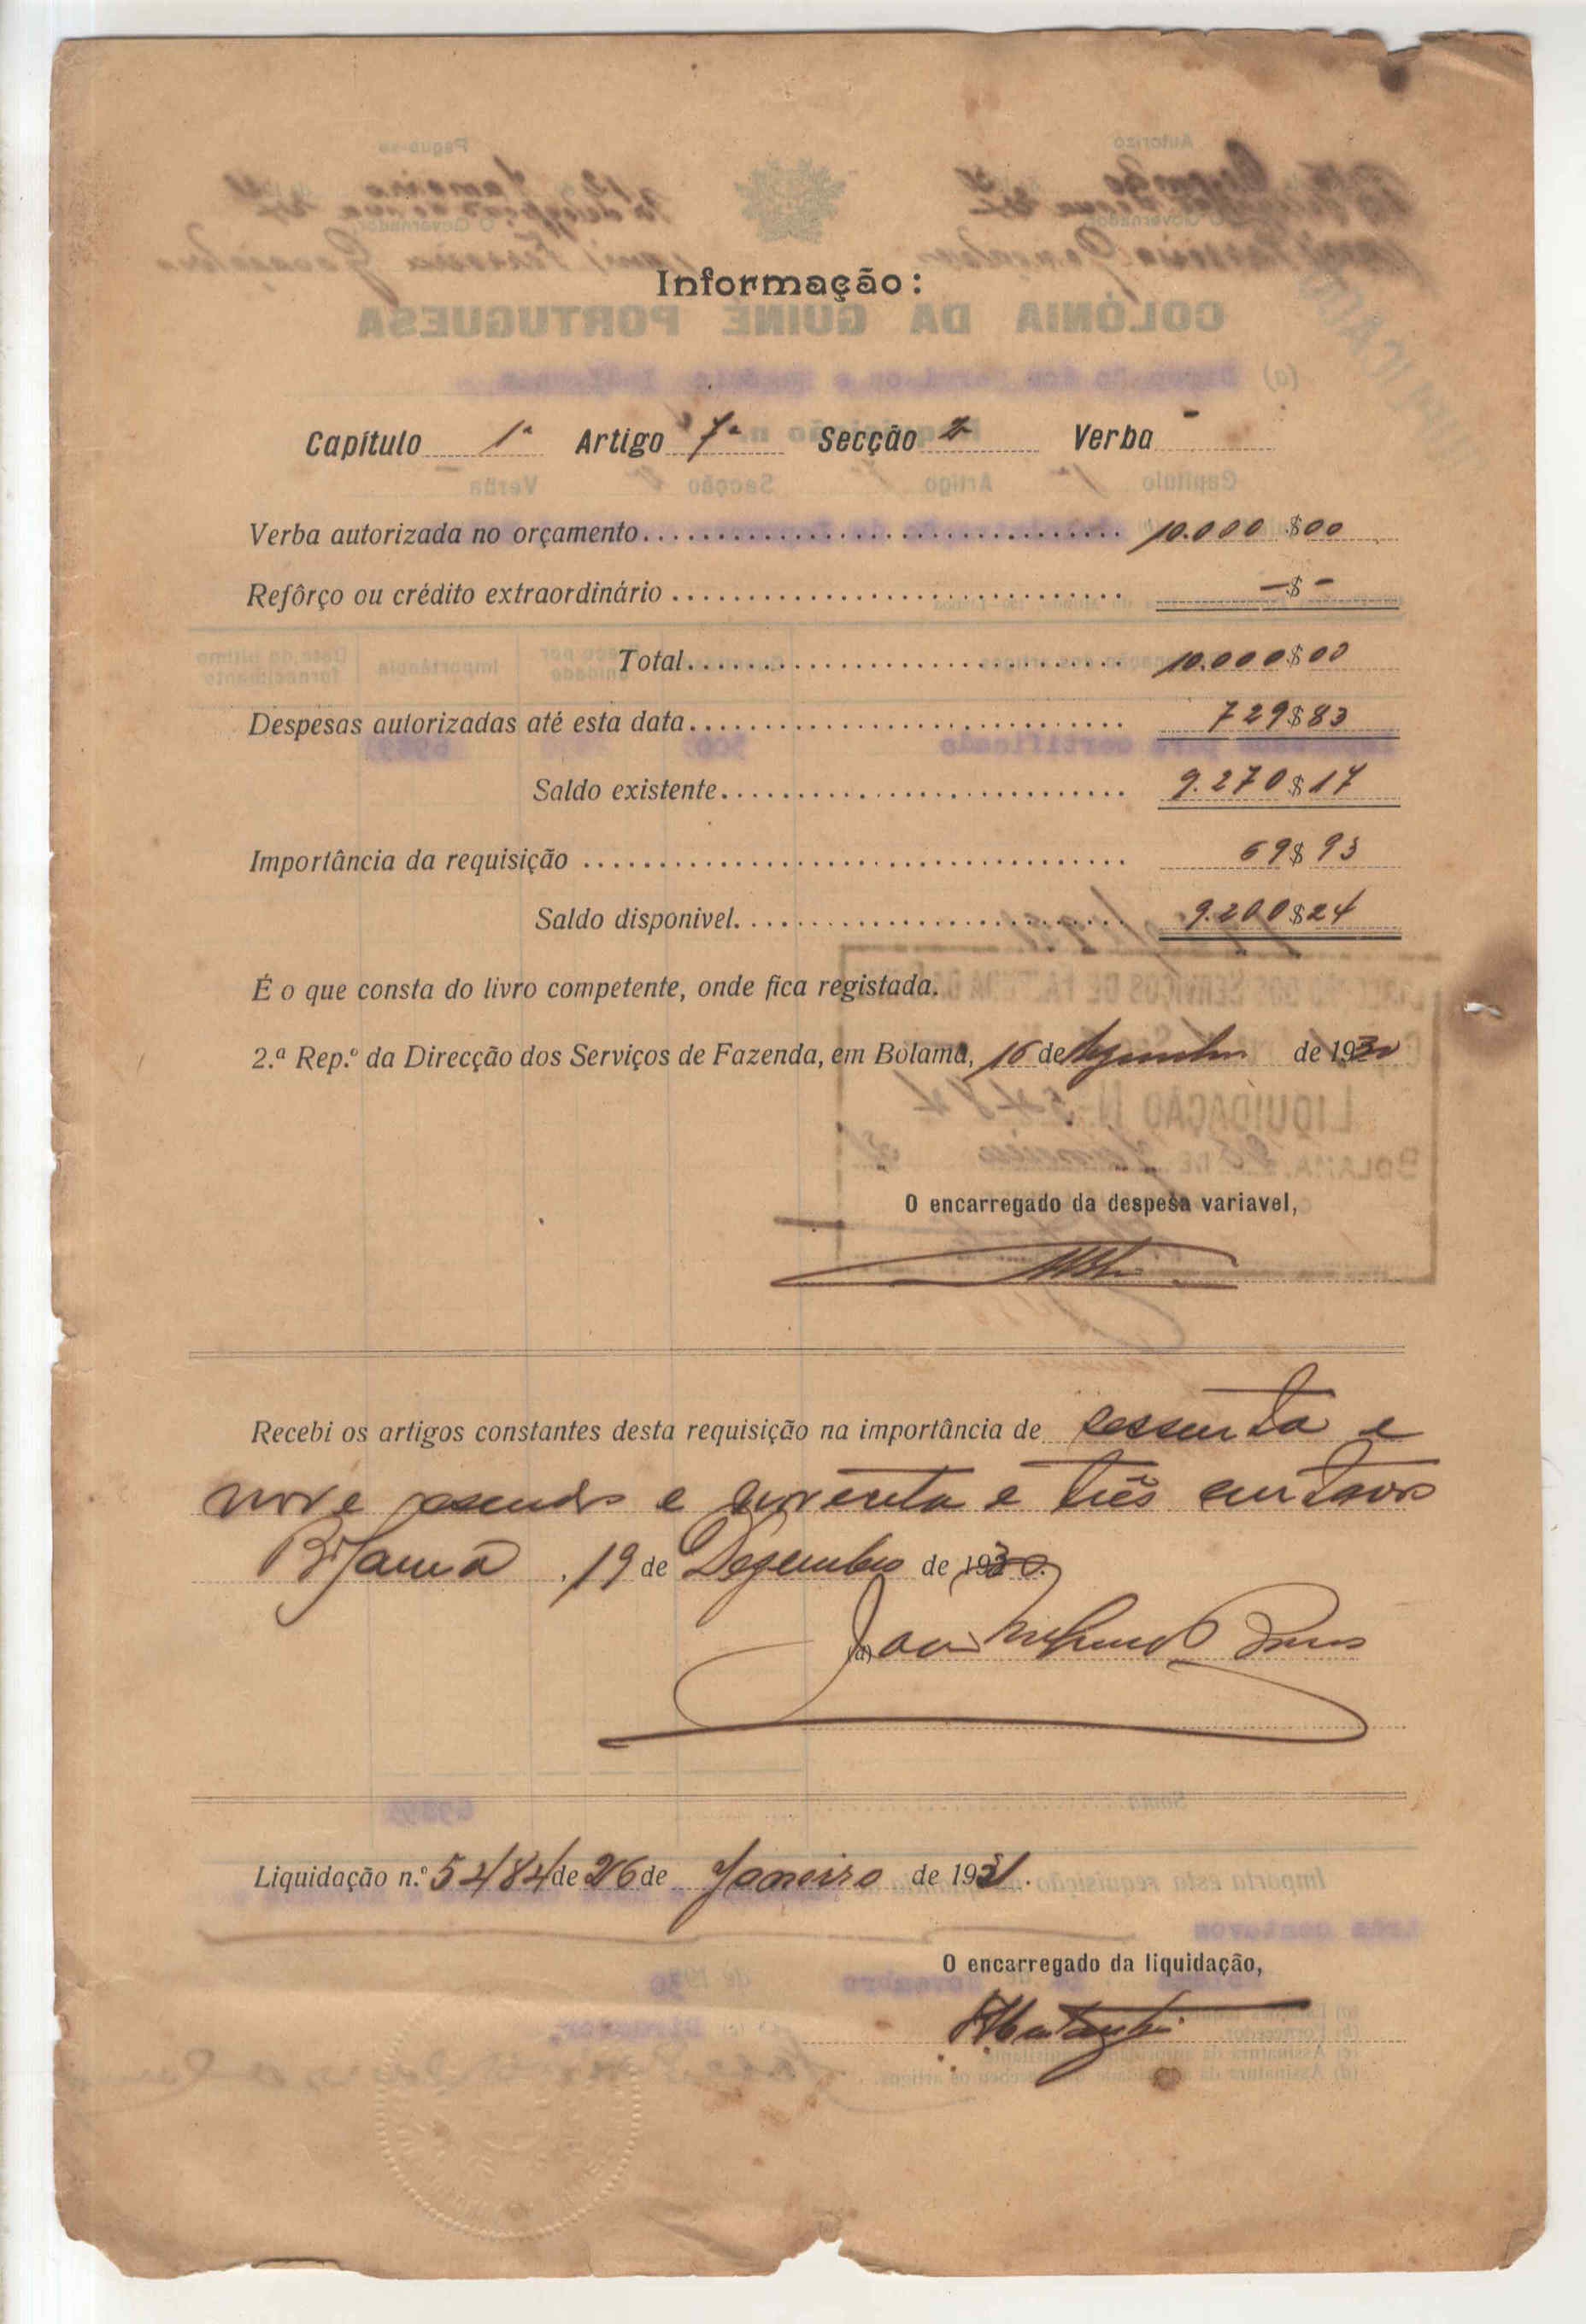 Informação:
Capítulo 1º Artigo 7º Secção 2 Verba -
Verba autorizada no orçamento 10.000$00
Refôrço ou crédito extraordinário -$-
Total 10.000$00
Despesas autorizadas até esta data 729$83
Saldo existente 9.270$17
Importância da requisição 69$93
Saldo disponivel 9.200$24
É o que consta do livro competente, onde fica registada.
2.ª Rep.º da Direcção dos Serviços de Fazenda, em Bolama, 16 de Dezembro de 1930
O encarregado da despesa variavel,
Recebi os artigos constantes desta requisição na importância de sessenta e
nove escudos e noventa e três centavos
Bolama, 19 de Dezembro de 1930.
(d) João
Liquidação n.º 5484 de 26 de Janeiro de 1931.
O encarregado da liquidação,